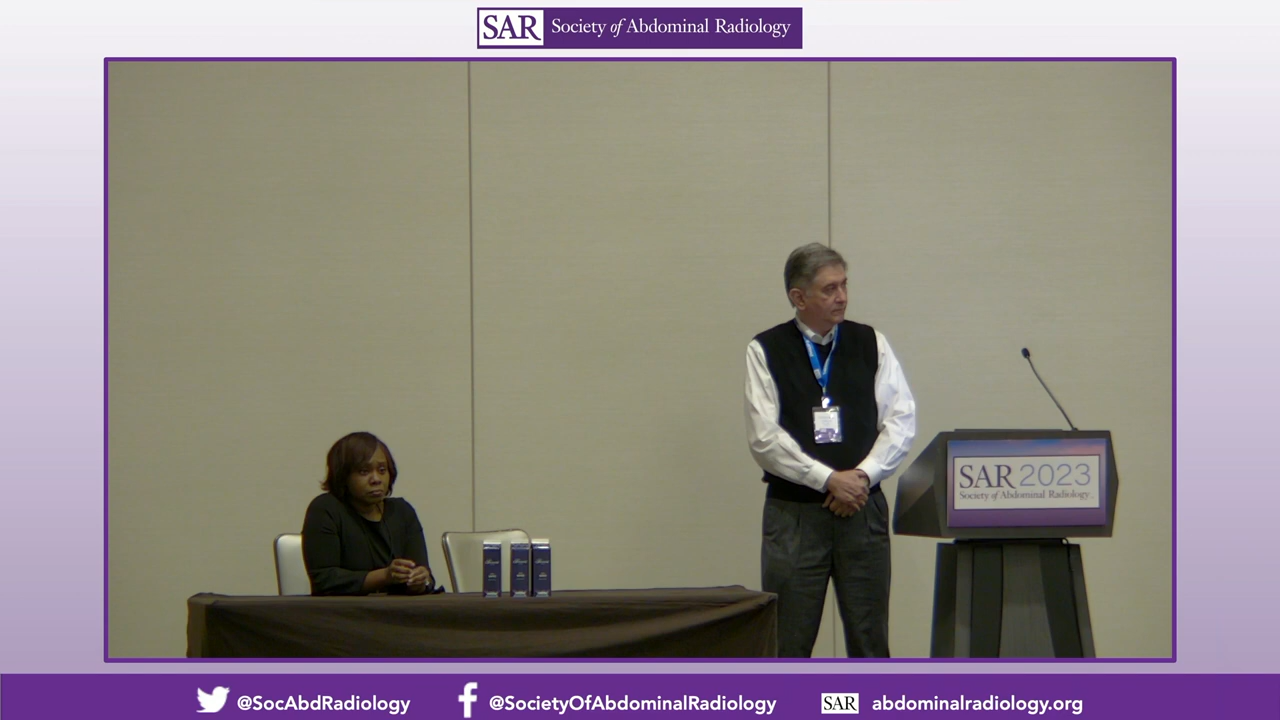 SAR Society of Abdominal Radiology
SAR 2023
Society of Abdominal Radiology
@SocAbdRadiology
@SocietyOfAbdominalRadiology
SAR abdominalradiology.org